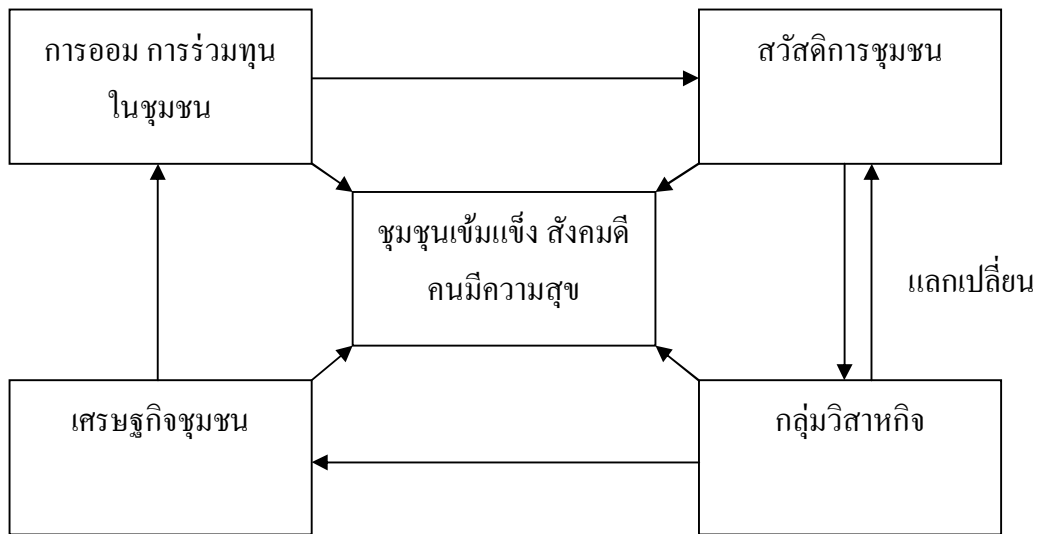 การออม การร่วมทุน
ในชุมชน
สวัสดิการชุมชน
ชุมชุนเข้มแข็ง สังคมดี
คนมีความสุข
แลกเปลี่ยน
เศรษฐกิจชุมชน
กลุ่มวิสาหกิจ